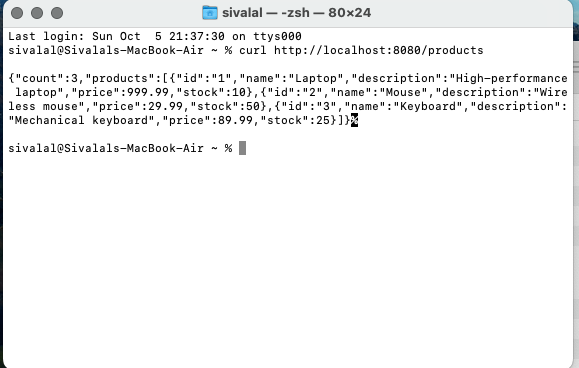 sivalal — -zsh — 80×24
Last login: Sun Oct  5 21:37:30 on ttys000
sivalal@Sivalals-MacBook-Air ~ % curl http://localhost:8080/products
{"count":3,"products":[{"id":"1","name":"Laptop","description":"High-performance
 laptop","price":999.99,"stock":10},{"id":"2","name":"Mouse","description":"Wire
less mouse","price":29.99,"stock":50},{"id":"3","name":"Keyboard","description":
"Mechanical keyboard","price":89.99,"stock":25}]}%
sivalal@Sivalals-MacBook-Air ~ %